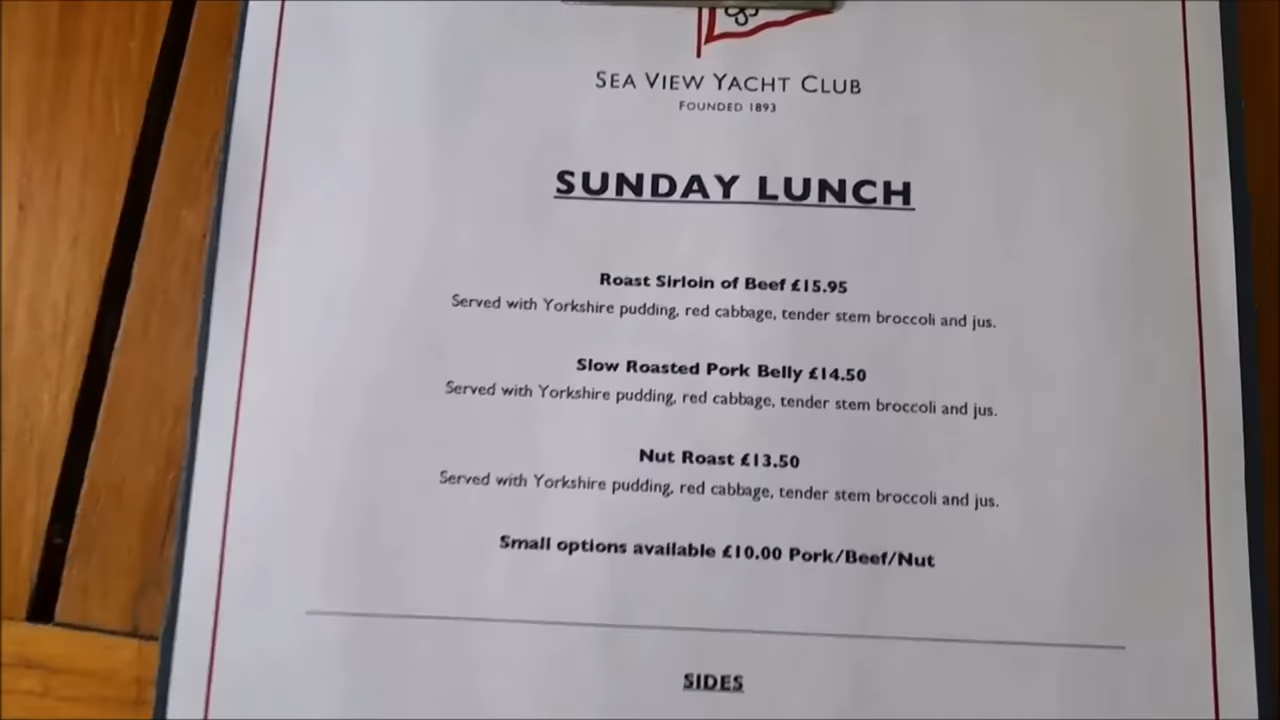 SEA VIEW YACHT CLUB
FOUNDED 1893
SUNDAY LUNCH
Roast Sirloin of Beef £15.95
Served with Yorkshire pudding, red cabbage, tender stem broccoli and jus.
Slow Roasted Pork Belly £14.50
Served with Yorkshire pudding, red cabbage, tender stem broccoli and jus.
Nut Roast £13.50
Served with Yorkshire pudding, red cabbage, tender stem broccoli and jus.
Small options available £10.00 Pork/Beef/Nut
SIDES